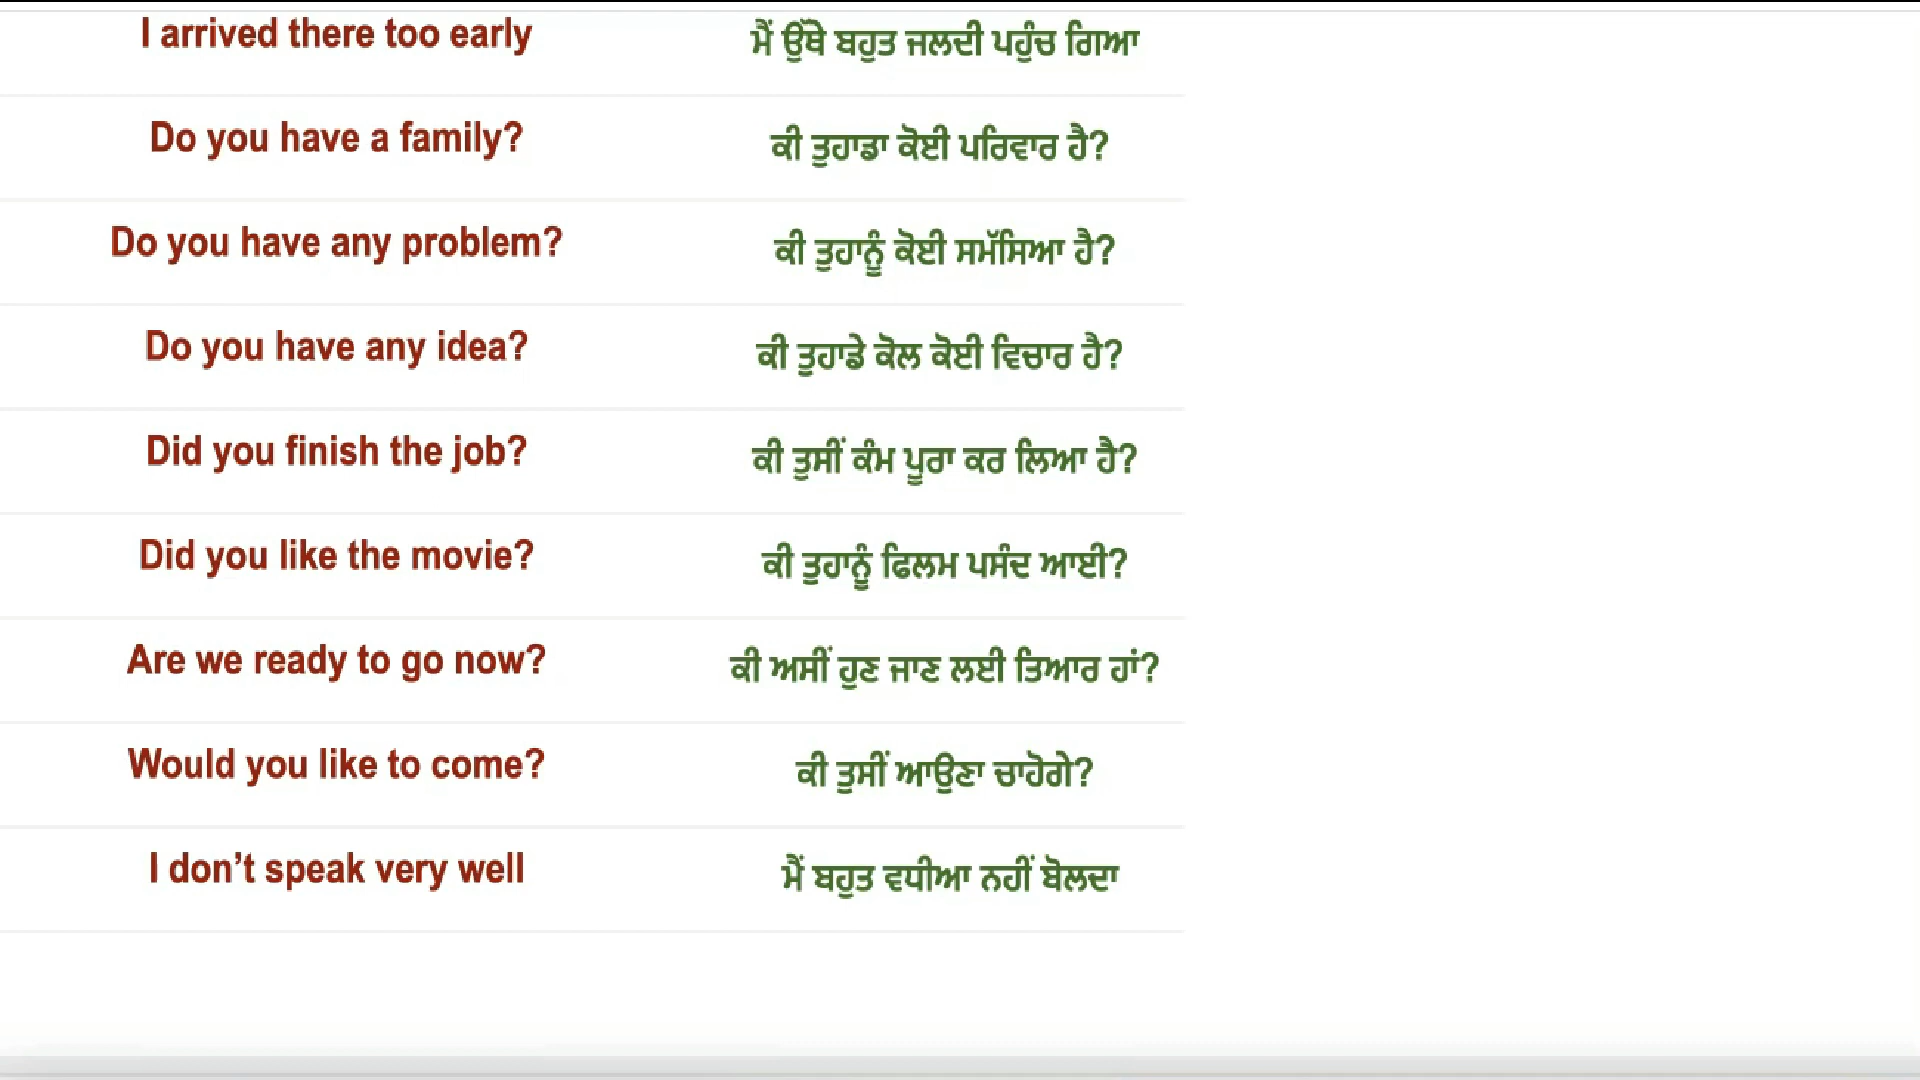 I arrived there too early ਮੈਂ ਉੱਥੇ ਬਹੁਤ ਜਲਦੀ ਪਹੁੰਚ ਗਿਆ
Do you have a family? ਕੀ ਤੁਹਾਡਾ ਕੋਈ ਪਰਿਵਾਰ ਹੈ?
Do you have any problem? ਕੀ ਤੁਹਾਨੂੰ ਕੋਈ ਸਮੱਸਿਆ ਹੈ?
Do you have any idea? ਕੀ ਤੁਹਾਡੇ ਕੋਲ ਕੋਈ ਵਿਚਾਰ ਹੈ?
Did you finish the job? ਕੀ ਤੁਸੀਂ ਕੰਮ ਪੂਰਾ ਕਰ ਲਿਆ ਹੈ?
Did you like the movie? ਕੀ ਤੁਹਾਨੂੰ ਫਿਲਮ ਪਸੰਦ ਆਈ?
Are we ready to go now? ਕੀ ਅਸੀਂ ਹੁਣ ਜਾਣ ਲਈ ਤਿਆਰ ਹਾਂ?
Would you like to come? ਕੀ ਤੁਸੀਂ ਆਉਣਾ ਚਾਹੋਗੇ?
I don’t speak very well ਮੈਂ ਬਹੁਤ ਵਧੀਆ ਨਹੀਂ ਬੋਲਦਾ